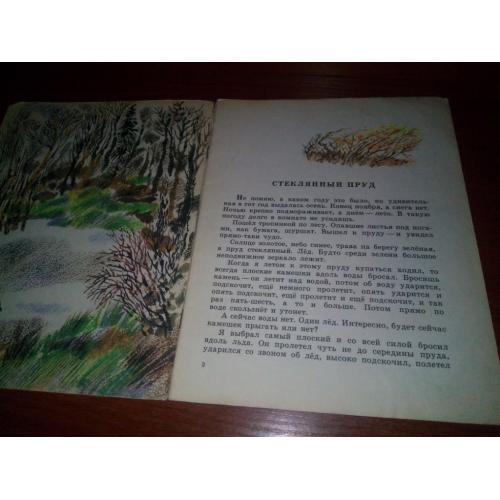 СТЕКЛЯННЫЙ ПРУД
Не помню, в каком году это было, но удивитель-
ная в тот год выдалась осень. Конец ноября, а снега нет.
Ночью крепко подмораживает, а днём — лето. В такую
погоду долго в комнате не усидишь.
Пошёл тропинкой по лесу. Опавшие листья под нога-
ми, как бумага, шуршат. Вышел к пруду — и увидел
прямо-таки чудо.
Солнце золотое, небо синее, трава на берегу зелёная,
а пруд стеклянный. Лёд. Будто среди зелени большое
неподвижное зеркало лежит.
Когда я летом к этому пруду купаться ходил, то
всегда плоские камешки вдоль воды бросал. Бросишь
камень — он летит над водой, потом об воду ударится,
подскочит, ещё немного пролетит, опять ударится и
опять подскочит, ещё пролетит и ещё подскочит, и так
раз пять-шесть, а то и больше. Потом прямо по
воде скользнёт и утонет.
А сейчас воды нет. Один лёд. Интересно, будет сейчас
камешек прыгать или нет?
Я выбрал самый плоский и со всей силой бросил
вдоль льда. Он пролетел чуть не до середины пруда,
ударился со звоном об лёд, высоко подскочил, полетел
2